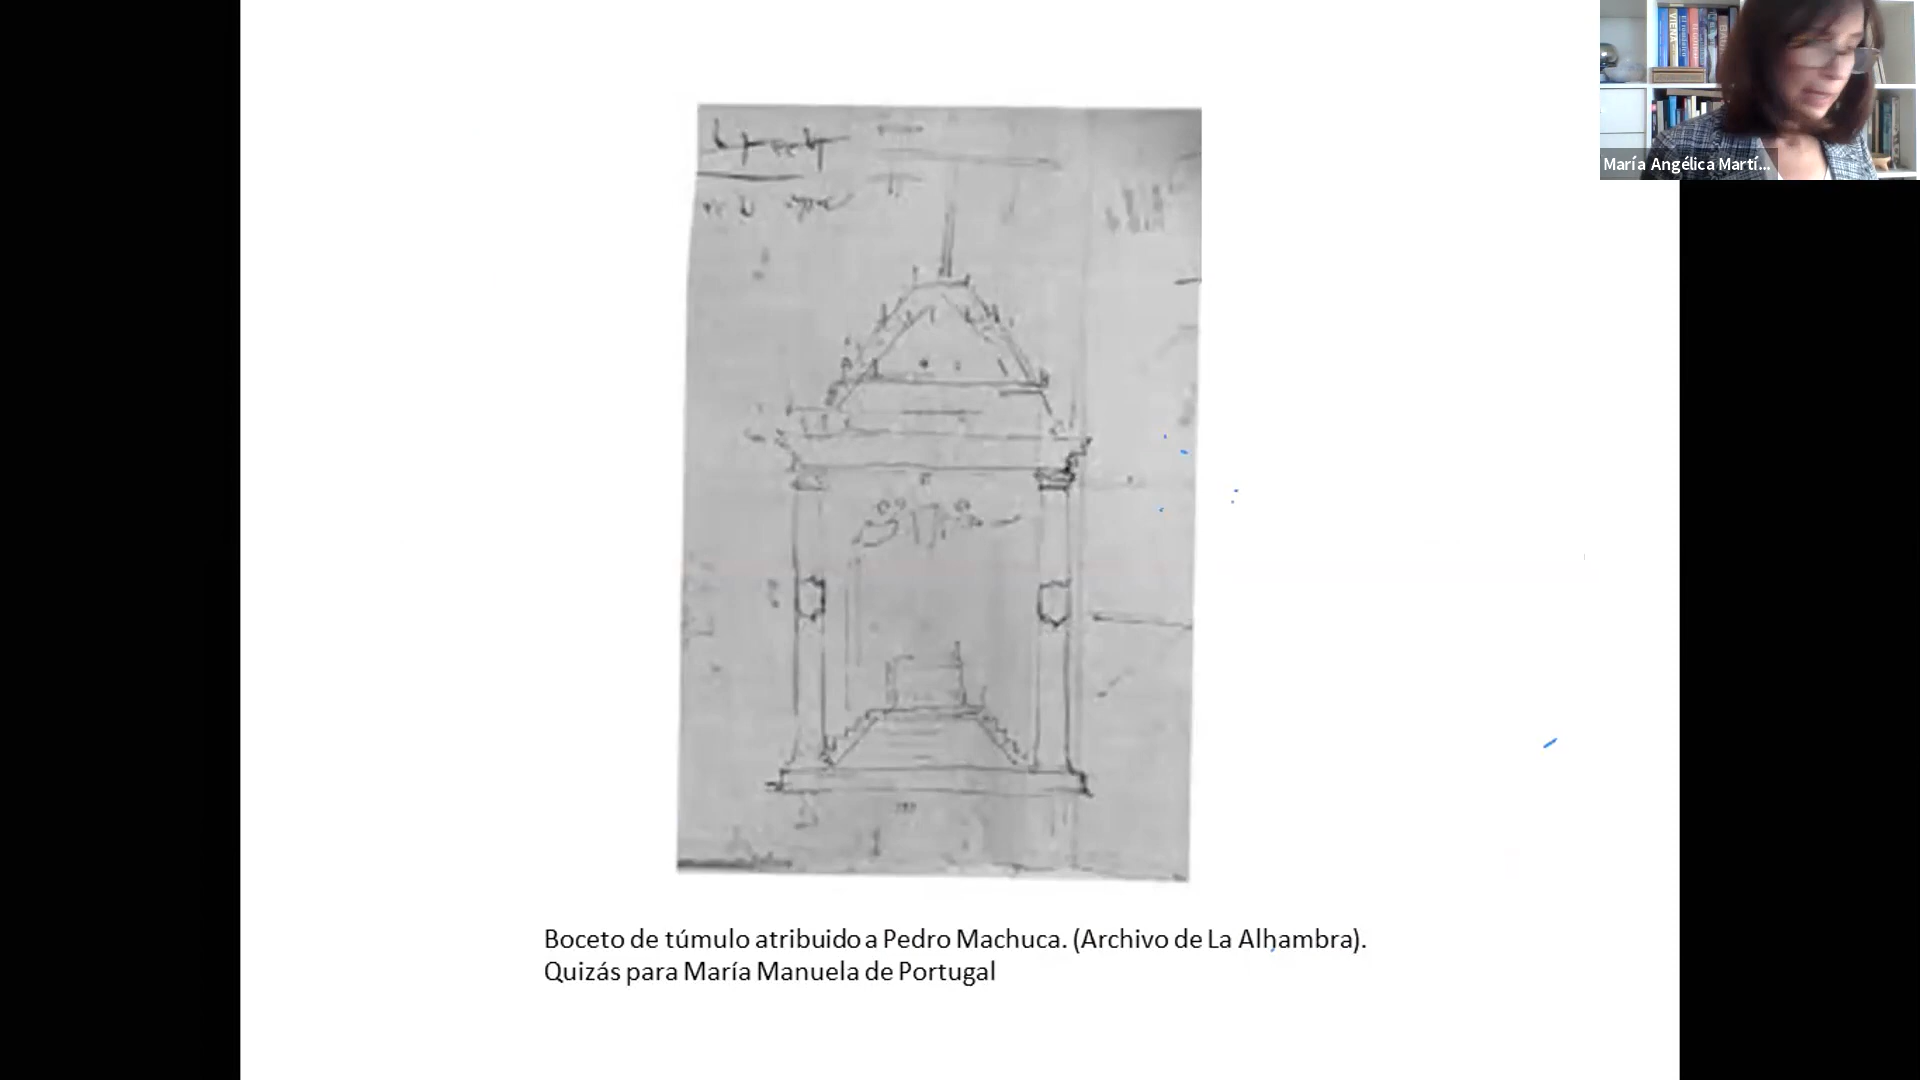 VIENA
María Angélica Martí...
Boceto de túmulo atribuido a Pedro Machuca. (Archivo de La Alhambra).
Quizás para María Manuela de Portugal